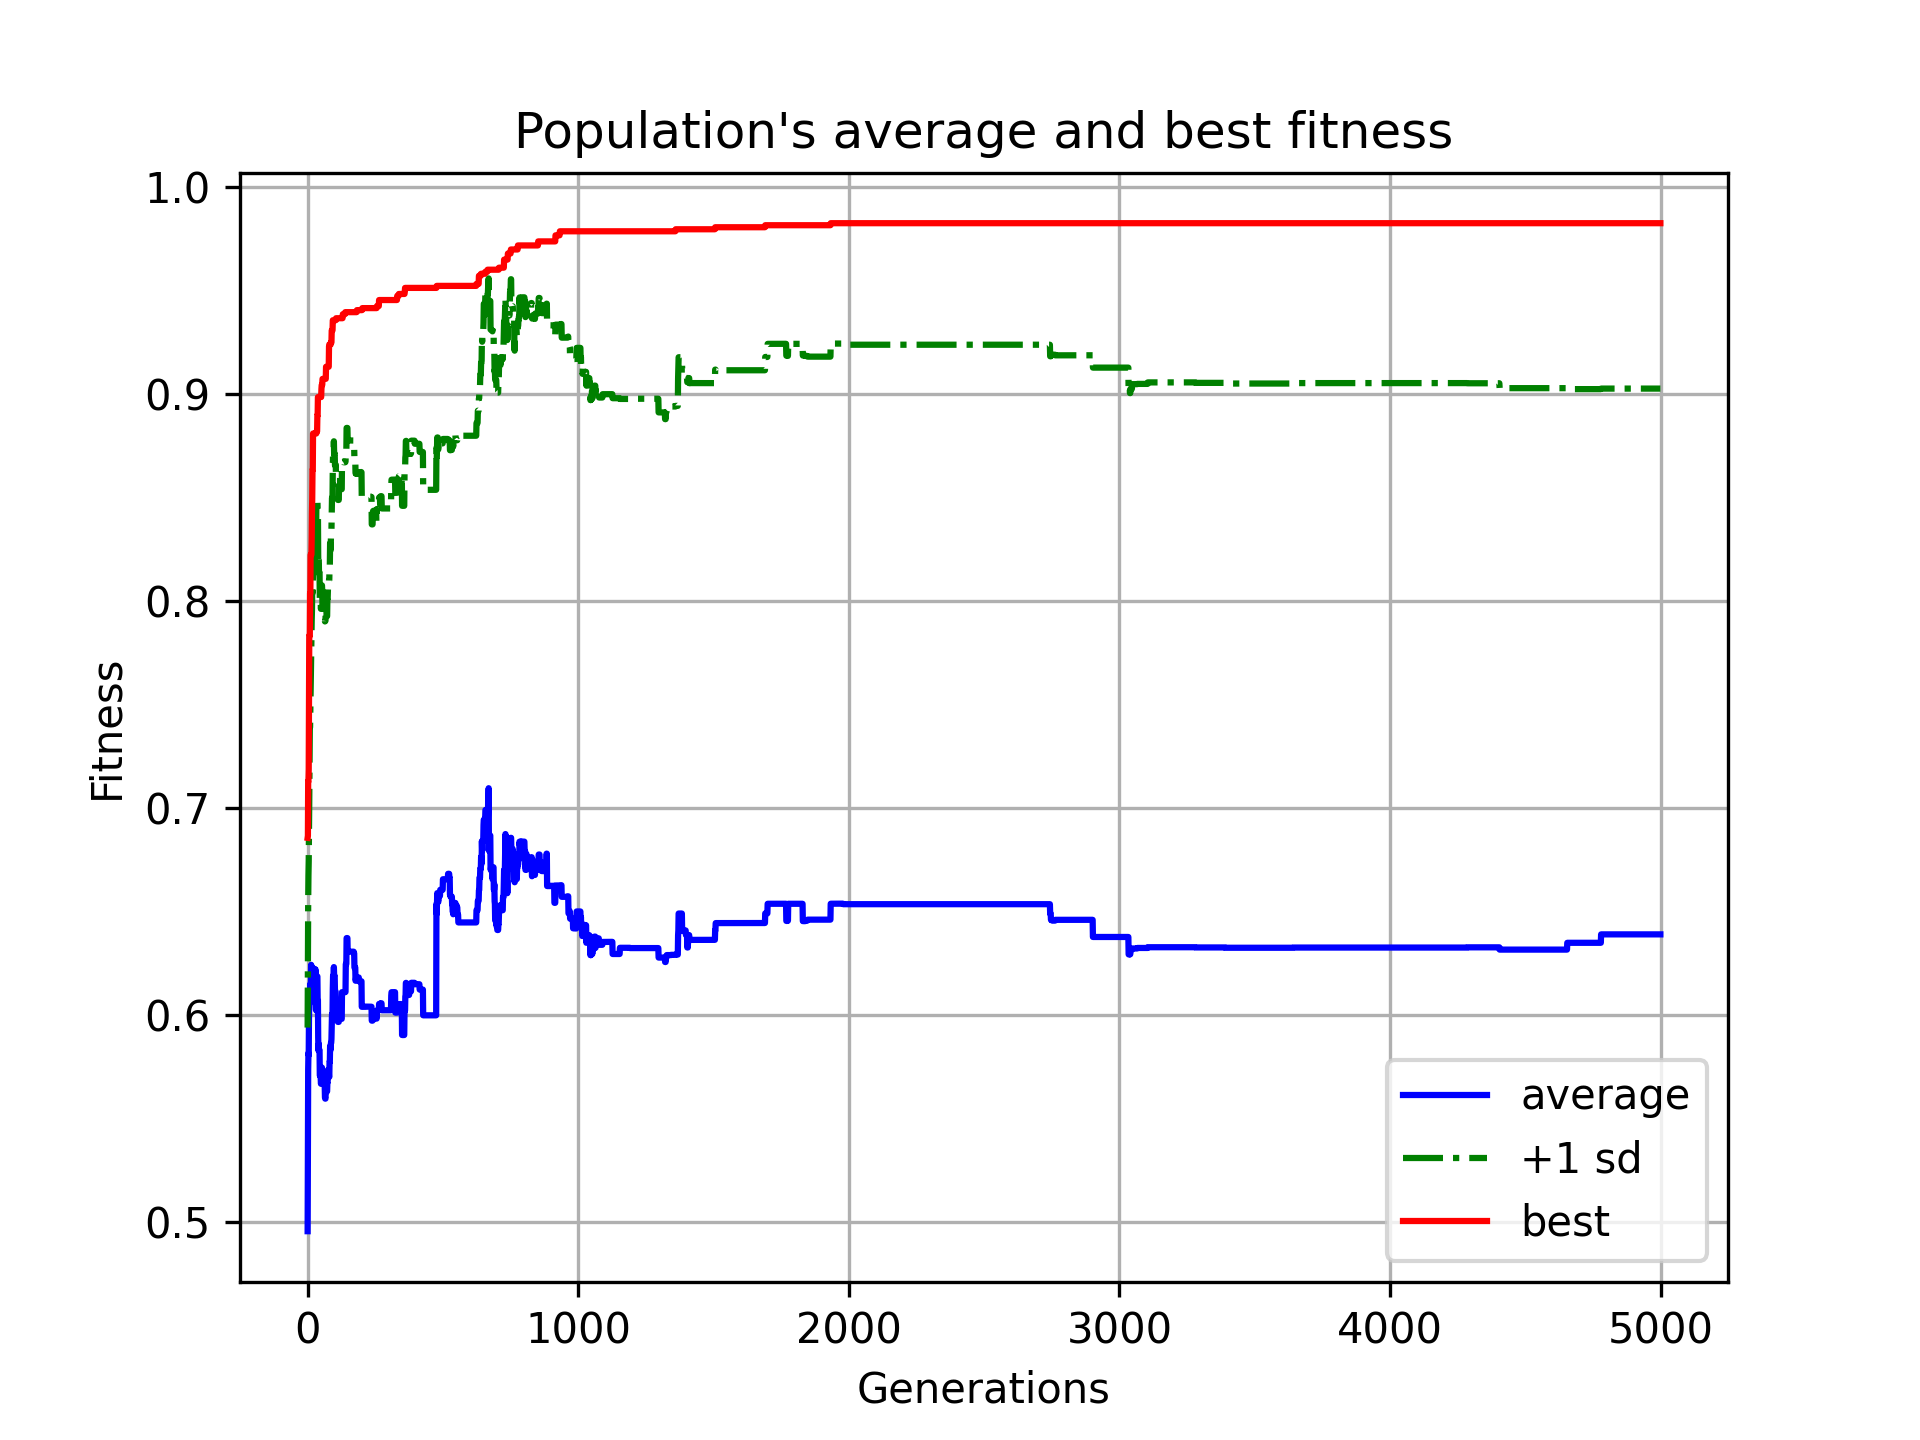 Population's average and best fitness
1.0
0.9
0.8
0.7
0.6
0.5
Fitness
0 1000 2000 3000 4000 5000
Generations
average
+1 sd
best